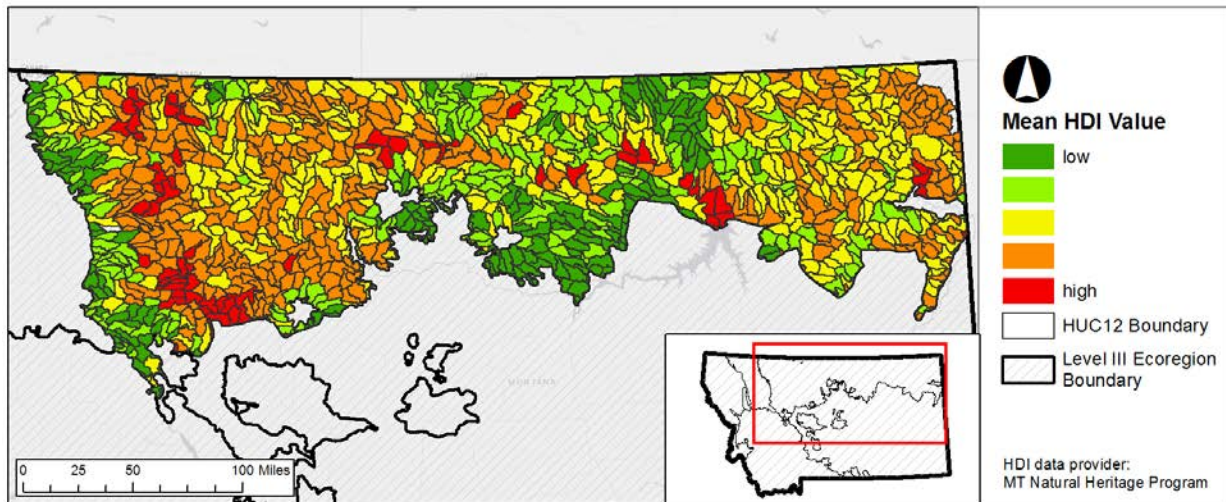 Mean HDI Value
low
high
HUC12 Boundary
Level III Ecoregion
Boundary
MONTANA
0 25 50 100 Miles
HDI data provider:
MT Natural Heritage Program